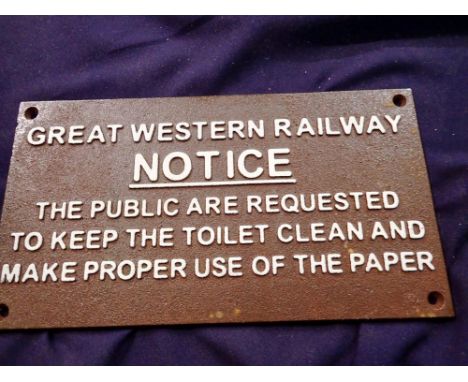 GREAT WESTERN RAILWAY
NOTICE
THE PUBLIC ARE REQUESTED
TO KEEP THE TOILET CLEAN AND
MAKE PROPER USE OF THE PAPER